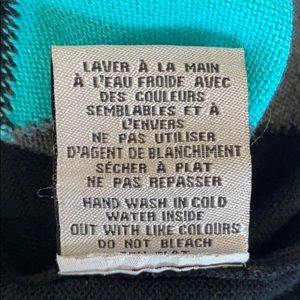 LAVER À LA MAIN
À L'EAU FROIDE AVEC
DES COULEURS
SEMBLABLES ET À
L'ENVERS
NE PAS UTILISER
D'AGENT DE BLANCHIMENT
SÉCHER À PLAT
NE PAS REPASSER
HAND WASH IN COLD
WATER INSIDE
OUT WITH LIKE COLOURS
DO NOT BLEACH